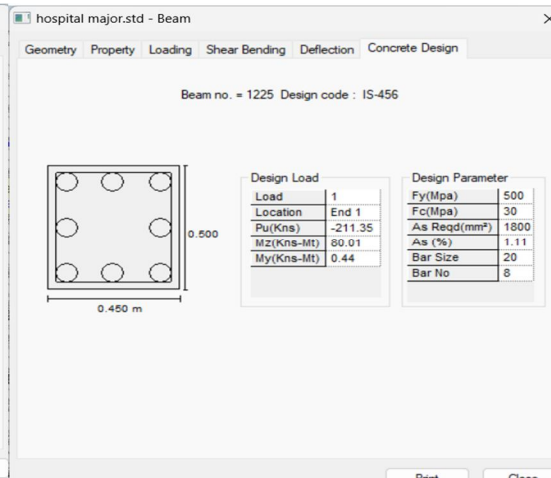 hospital major.std - Beam
Geometry Property Loading Shear Bending Deflection Concrete Design
Beam no. = 1225 Design code : IS-456
0.500
0.450 m
Design Load
Load 1
Location End 1
Pu(Kns) -211.35
Mz(Kns-Mt) 80.01
My(Kns-Mt) 0.44
Design Parameter
Fy(Mpa) 500
Fc(Mpa) 30
As Reqd(mm²) 1800
As (%) 1.11
Bar Size 20
Bar No 8
Print Close